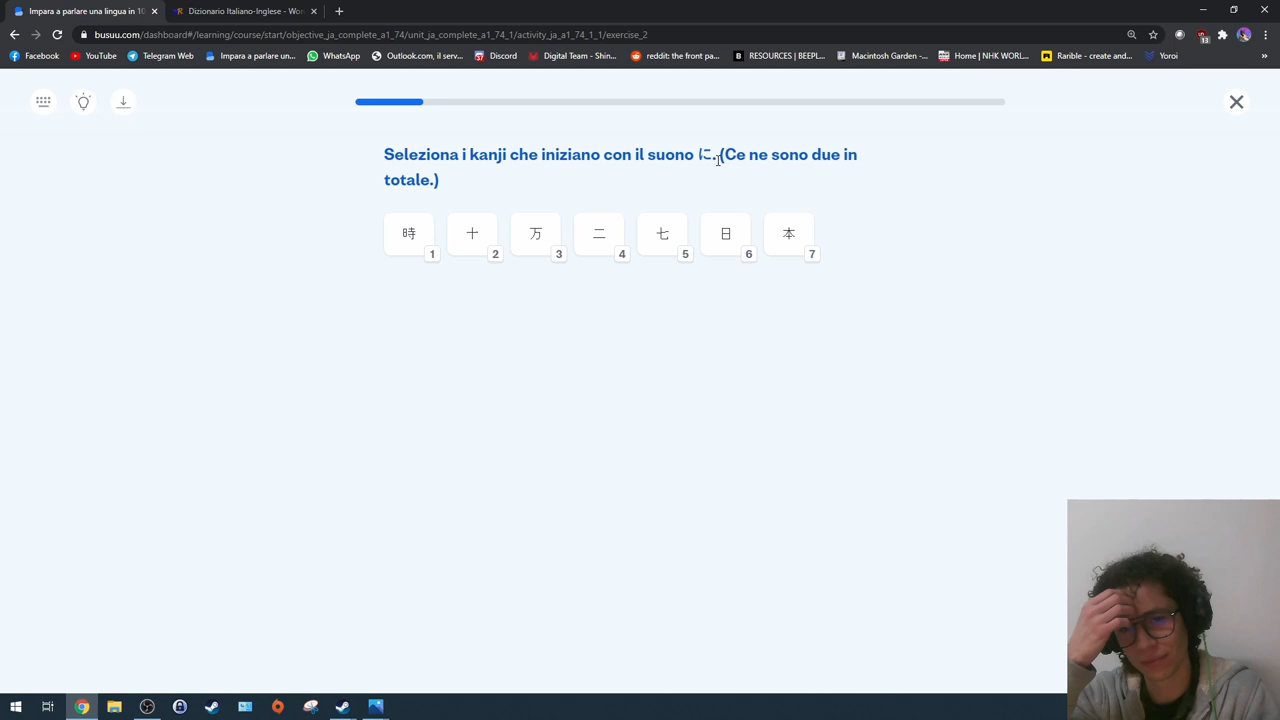 Impara a parlare una lingua in 10
Dizionario Italiano-Inglese - Wor
busuu.com/dashboard#/learning/course/start/objective_ja_complete_a1_74/unit_ja_complete_a1_74_1/activity_ja_a1_74_1_1/exercise_2
13
Facebook YouTube Telegram Web Impara a parlare un... WhatsApp Outlook.com, il serv... Discord Digital Team - Shin... reddit: the front pa... RESOURCES | BEEPL... Macintosh Garden -... Home | NHK WORL... Rarible - create and... Yoroi »
Seleziona i kanji che iniziano con il suono に. (Ce ne sono due in
totale.)
時 十 万 二 七 日 本
1 2 3 4 5 6 7